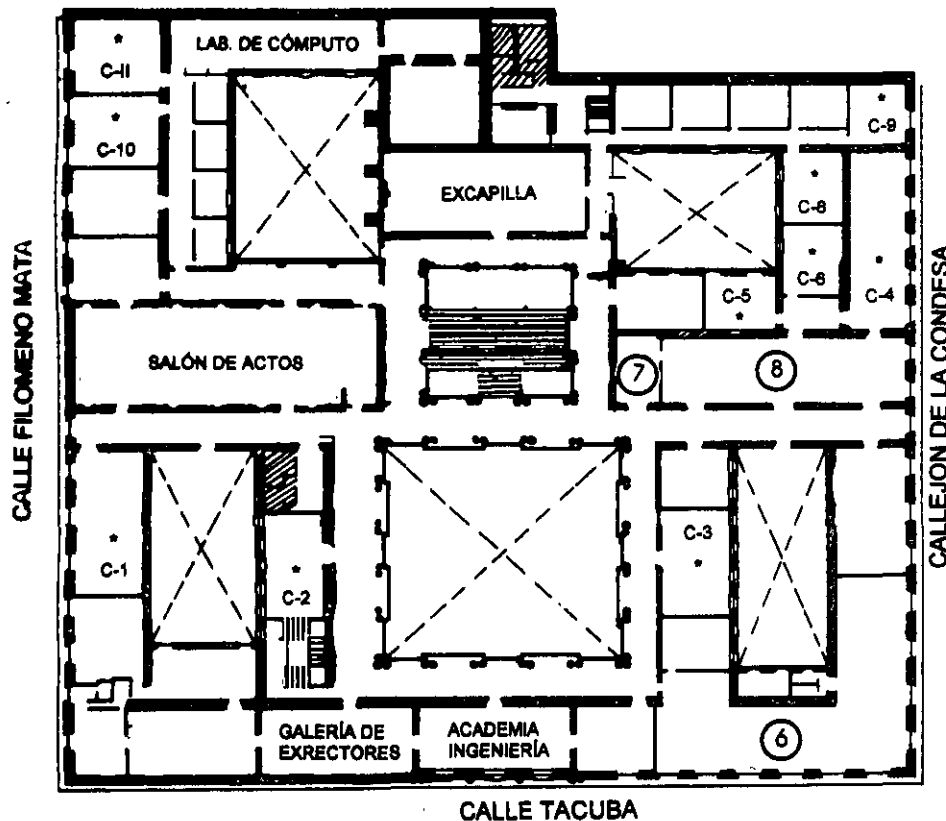 LAB. DE CÓMPUTO
*
C-II
*
C-10
*
C-9
EXCAPILLA
*
C-8
C-6
*
C-4
*
C-5
*
SALÓN DE ACTOS
7
8
CALLE FILOMENO MATA
CALLEJÓN DE LA CONDESA
*
C-1
*
C-2
C-3
*
GALERÍA DE
EXRECTORES
ACADEMIA
INGENIERÍA
6
CALLE TACUBA